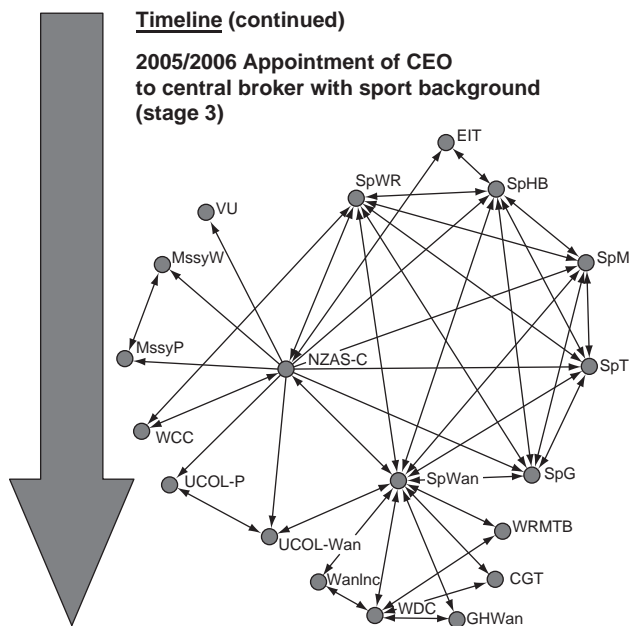 Timeline (continued)
2005/2006 Appointment of CEO
to central broker with sport background
(stage 3)
EIT
SpWR
SpHB
VU
MssyW
SpM
MssyP
NZAS-C
SpT
WCC
UCOL-P
SpWan
SpG
WRMTB
UCOL-Wan
WanInc
CGT
WDC
GHWan